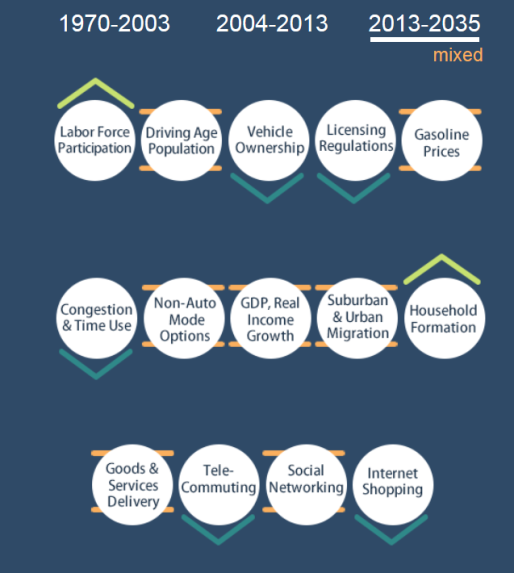 1970-2003 2004-2013 2013-2035
mixed
Labor Force
Participation
Driving Age
Population
Vehicle
Ownership
Licensing
Regulations
Gasoline
Prices
Congestion
& Time Use
Non-Auto
Mode
Options
GDP, Real
Income
Growth
Suburban
& Urban
Migration
Household
Formation
Goods &
Services
Delivery
Tele-
Commuting
Social
Networking
Internet
Shopping